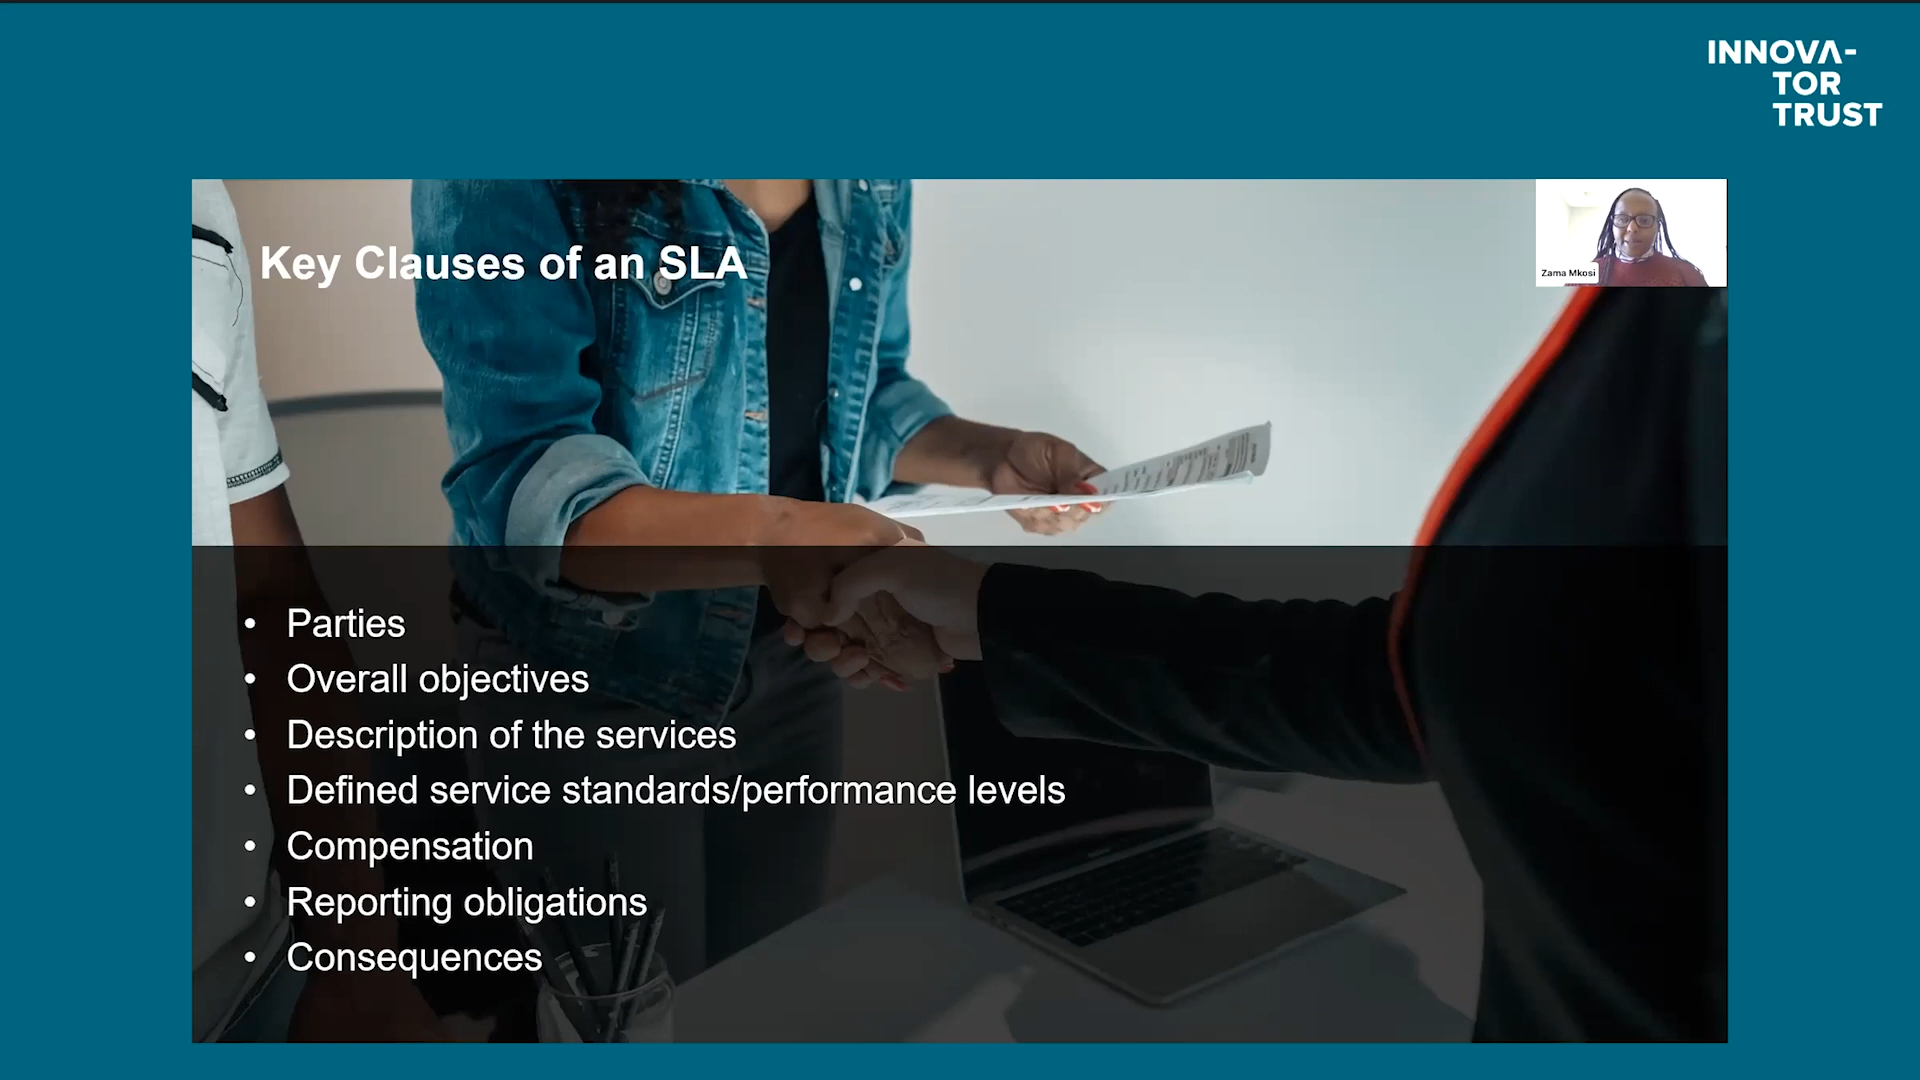 INNOVA-
TOR
TRUST
Key Clauses of an SLA
Zama Mkosi
• Parties
• Overall objectives
• Description of the services
• Defined service standards/performance levels
• Compensation
• Reporting obligations
• Consequences